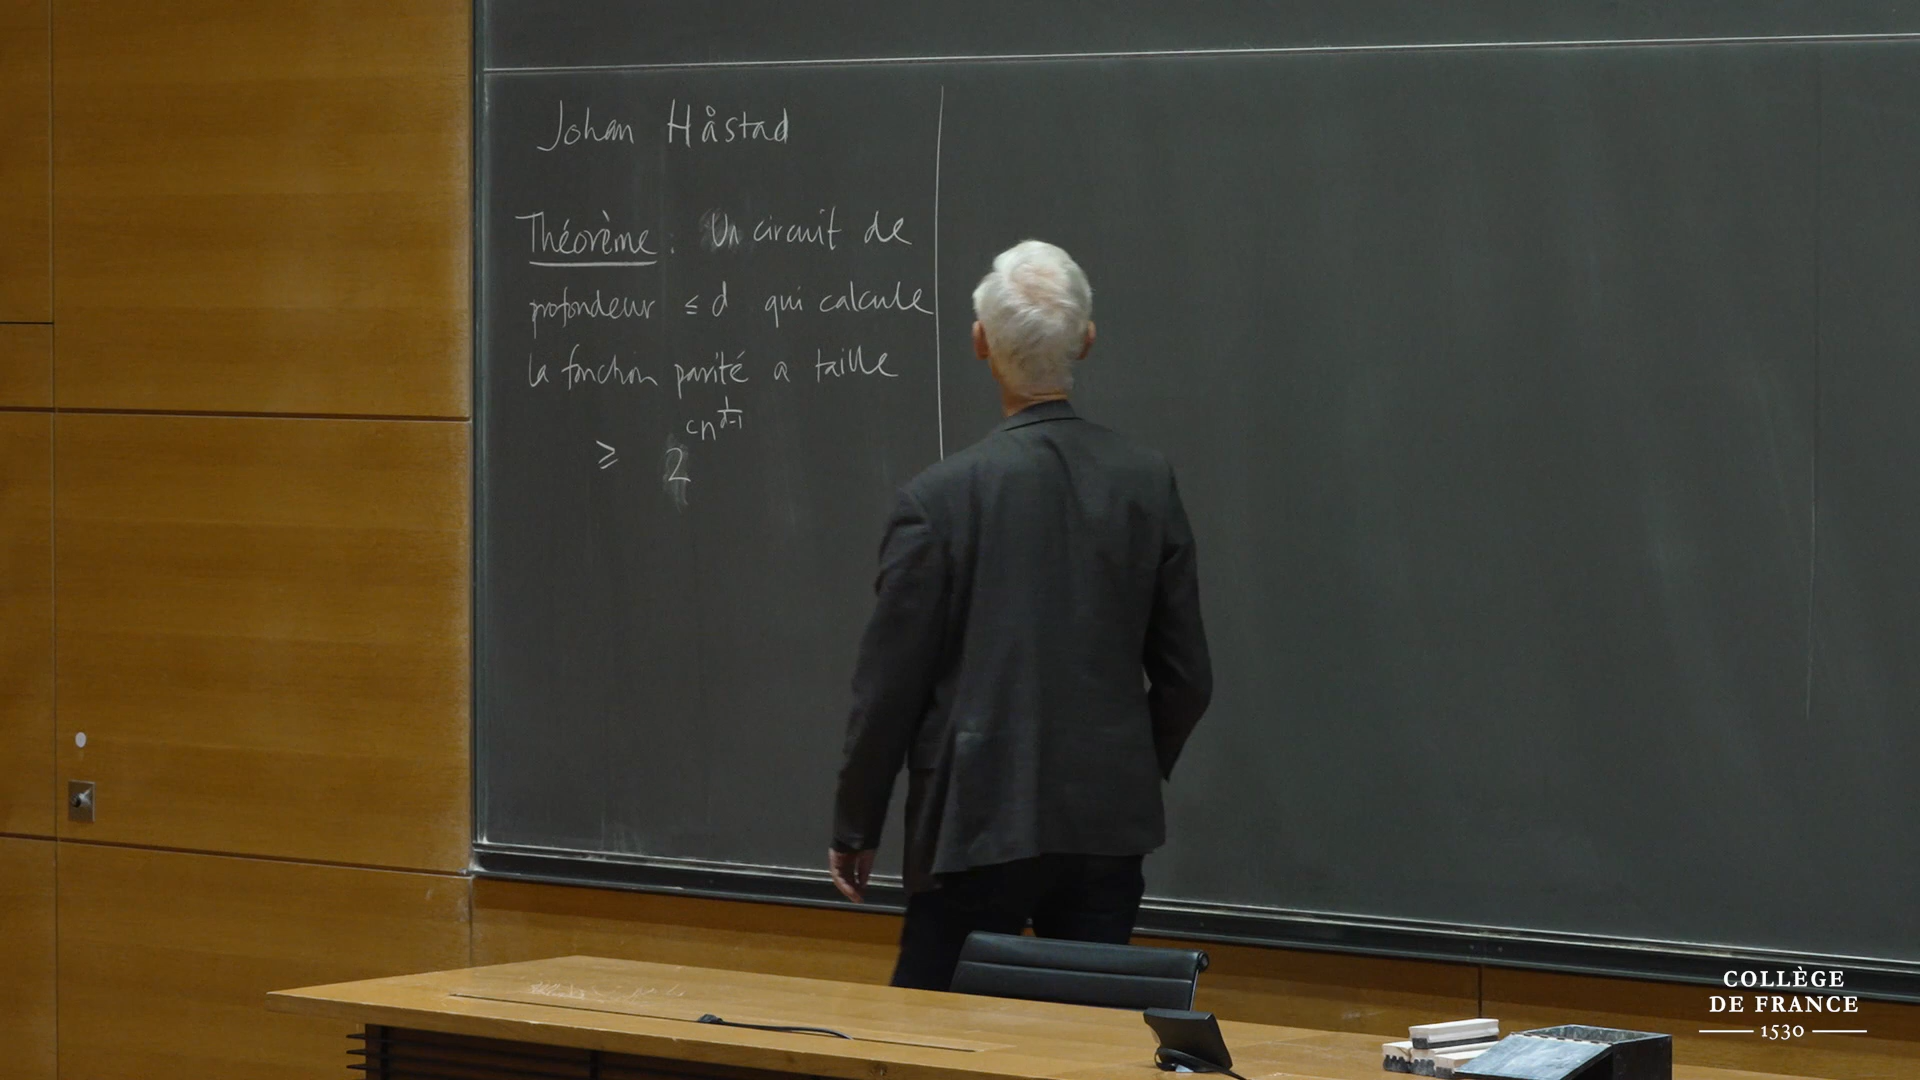 Johan Håstad
Théorème : Un circuit de
profondeur ≤ d qui calcule
la fonction parité a taille
≥ 2^{cn^{\frac{1}{d-1}}}
COLLÈGE
DE FRANCE
1530